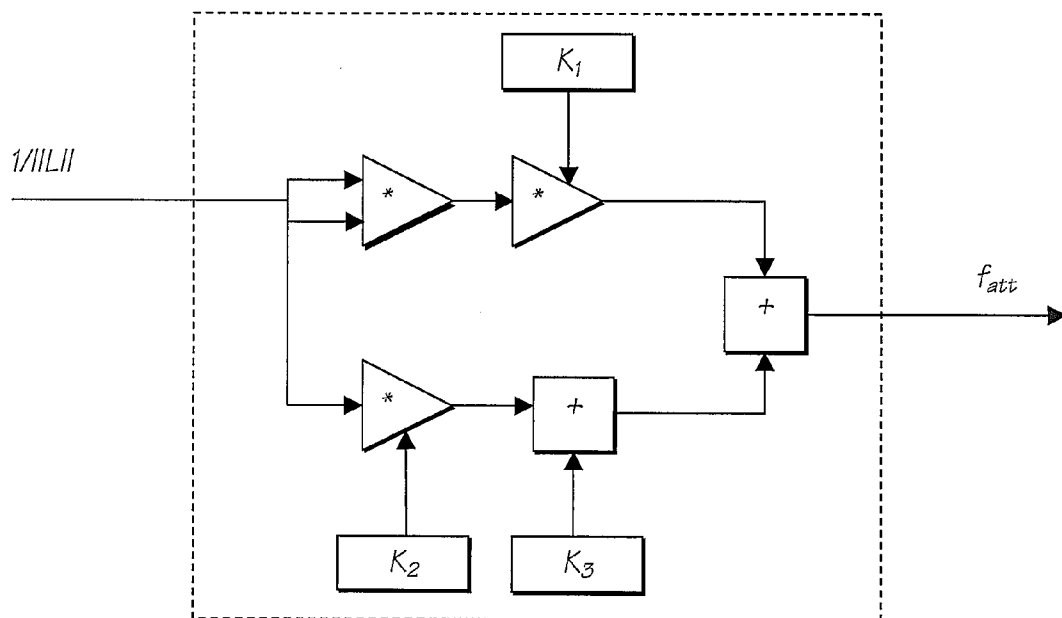 K₁
1/||L||
*
*
+
f_att
*
+
K₂
K₃